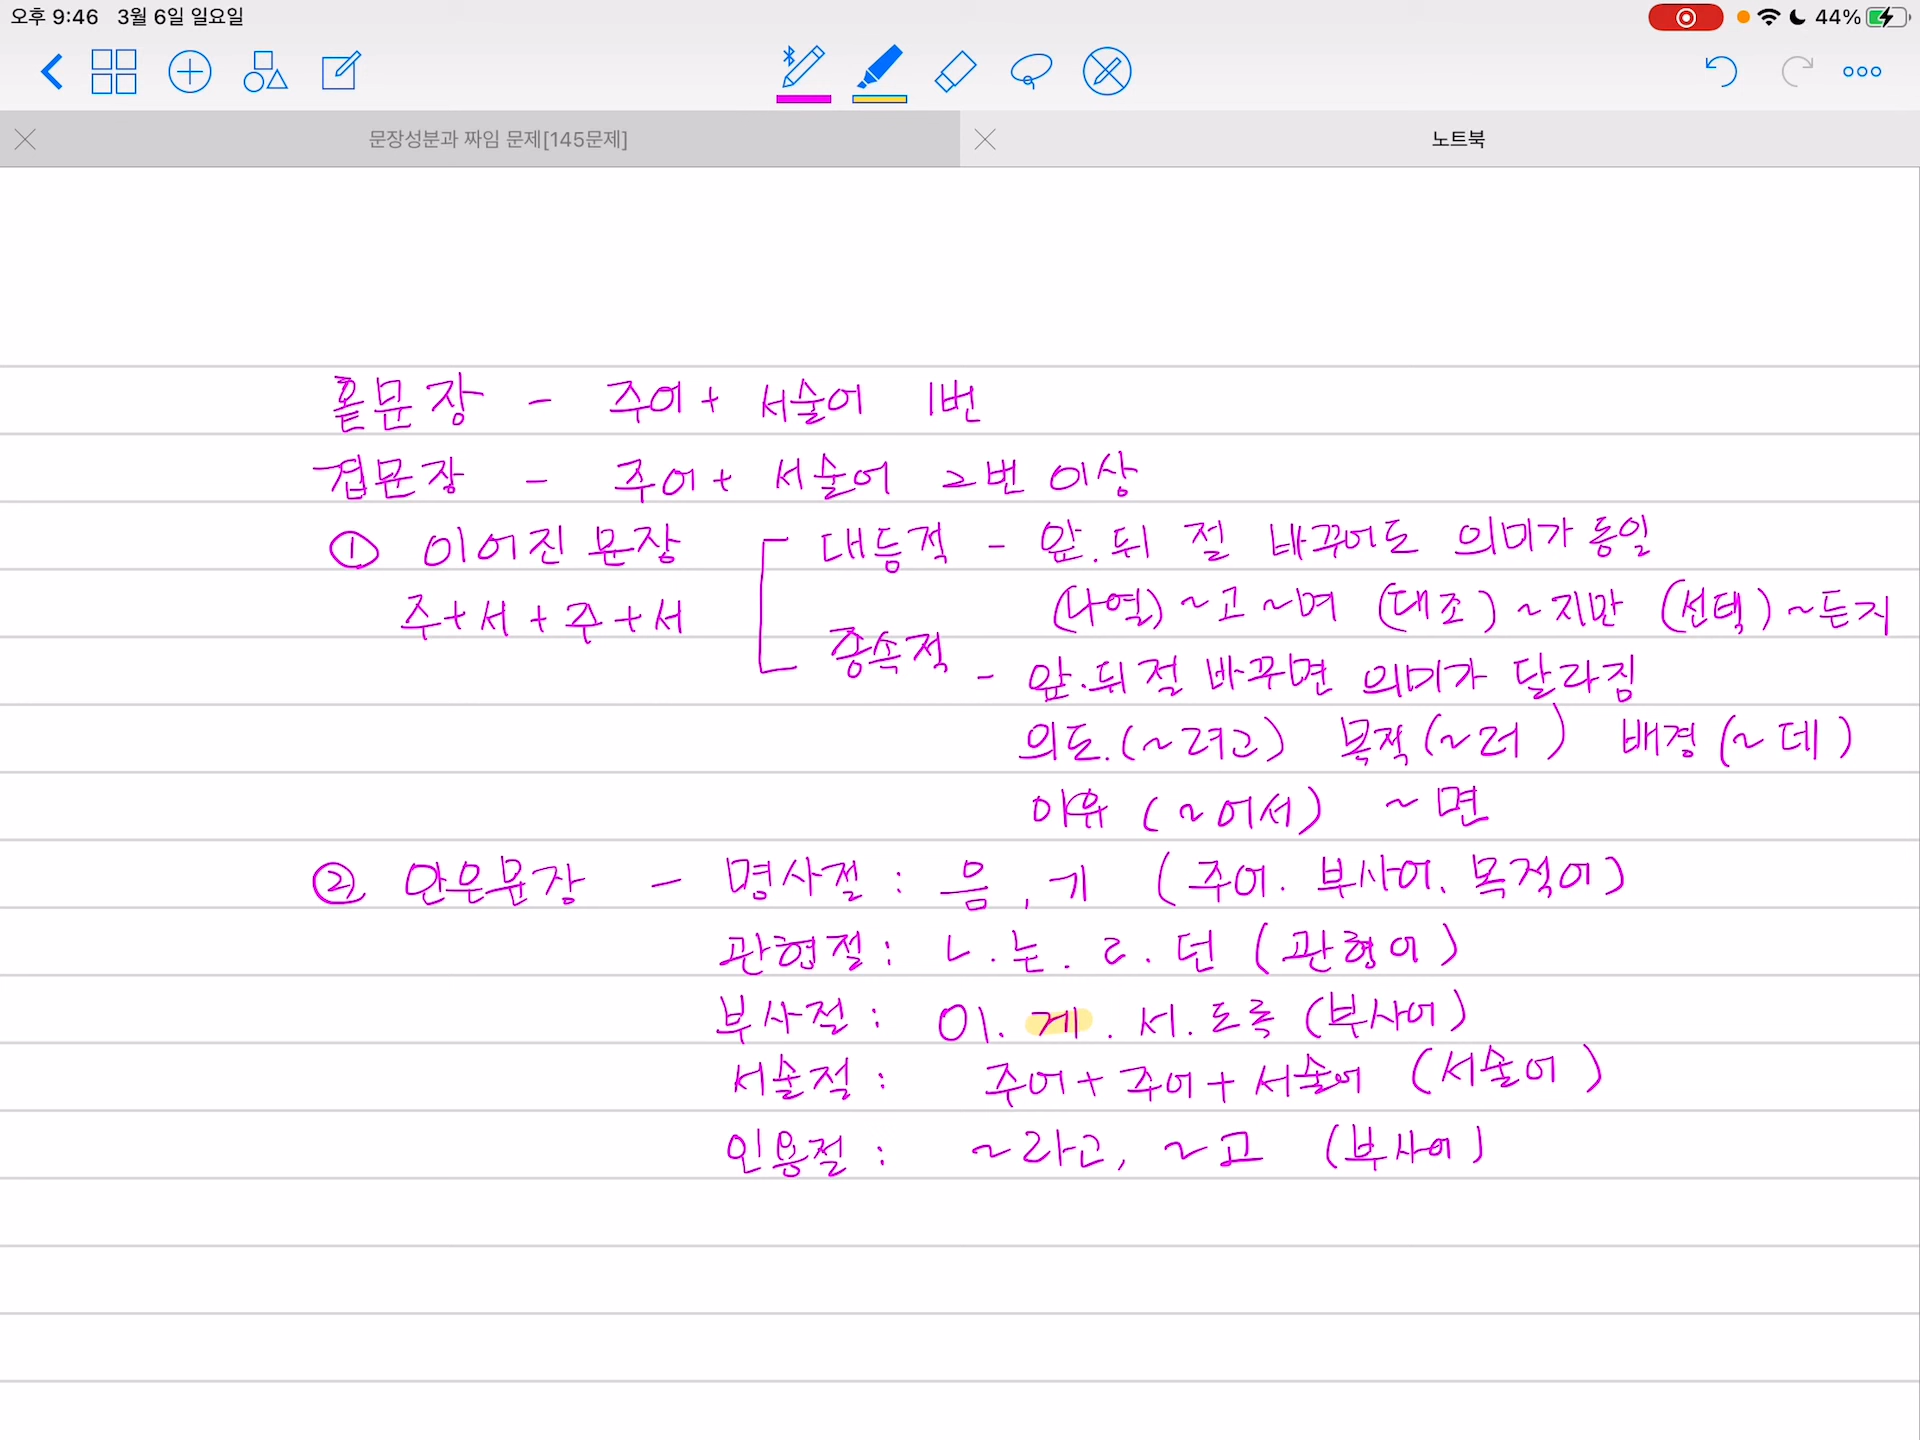 오후 9:46 3월 6일 일요일
44%
문장성분과 짜임 문제[145문제]
노트북
홑문장 - 주어 + 서술어 1번
겹문장 - 주어 + 서술어 2번 이상
① 이어진 문장 대등적 - 앞.뒤 절 바꾸어도 의미가 동일
주+서+주+서 (나열) ~고 ~며 (대조) ~지만 (선택) ~든지
종속적 - 앞.뒤 절 바꾸면 의미가 달라짐
의도.(~려고) 목적(~러) 배경(~데)
이유 (~어서) ~면
② 안은문장 - 명사절 : 음, 기 (주어. 부사어. 목적어)
관형절 : ㄴ.는.ㄹ.던 (관형어)
부사절 : 이.게.서.도록 (부사어)
서술절 : 주어+주어+서술어 (서술어)
인용절 : ~라고, ~고 (부사어)